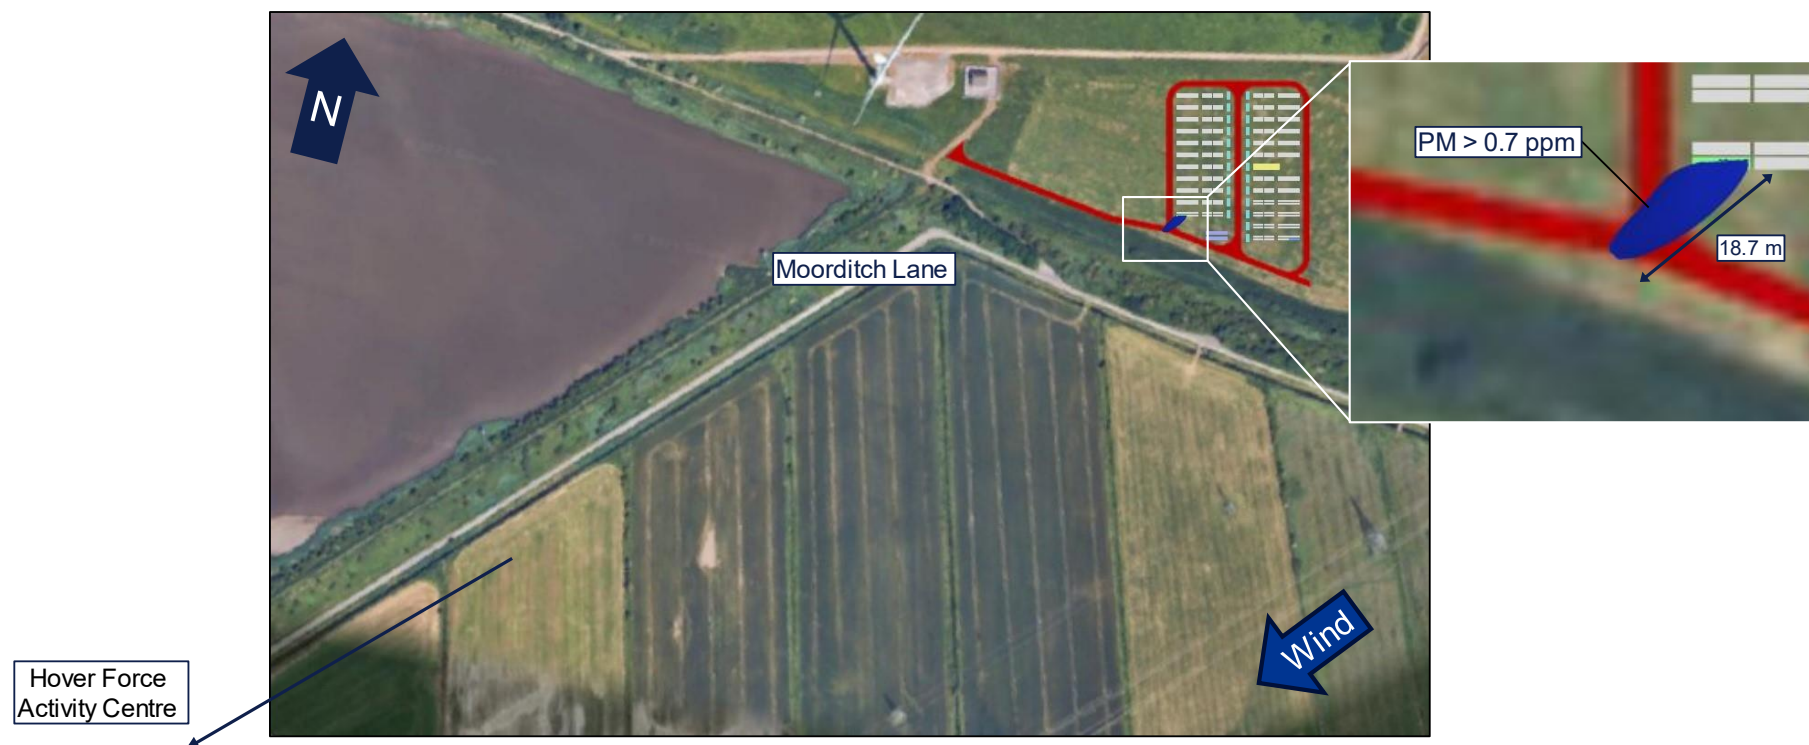 N
PM > 0.7 ppm
18.7 m
Moorditch Lane
Wind
Hover Force
Activity Centre